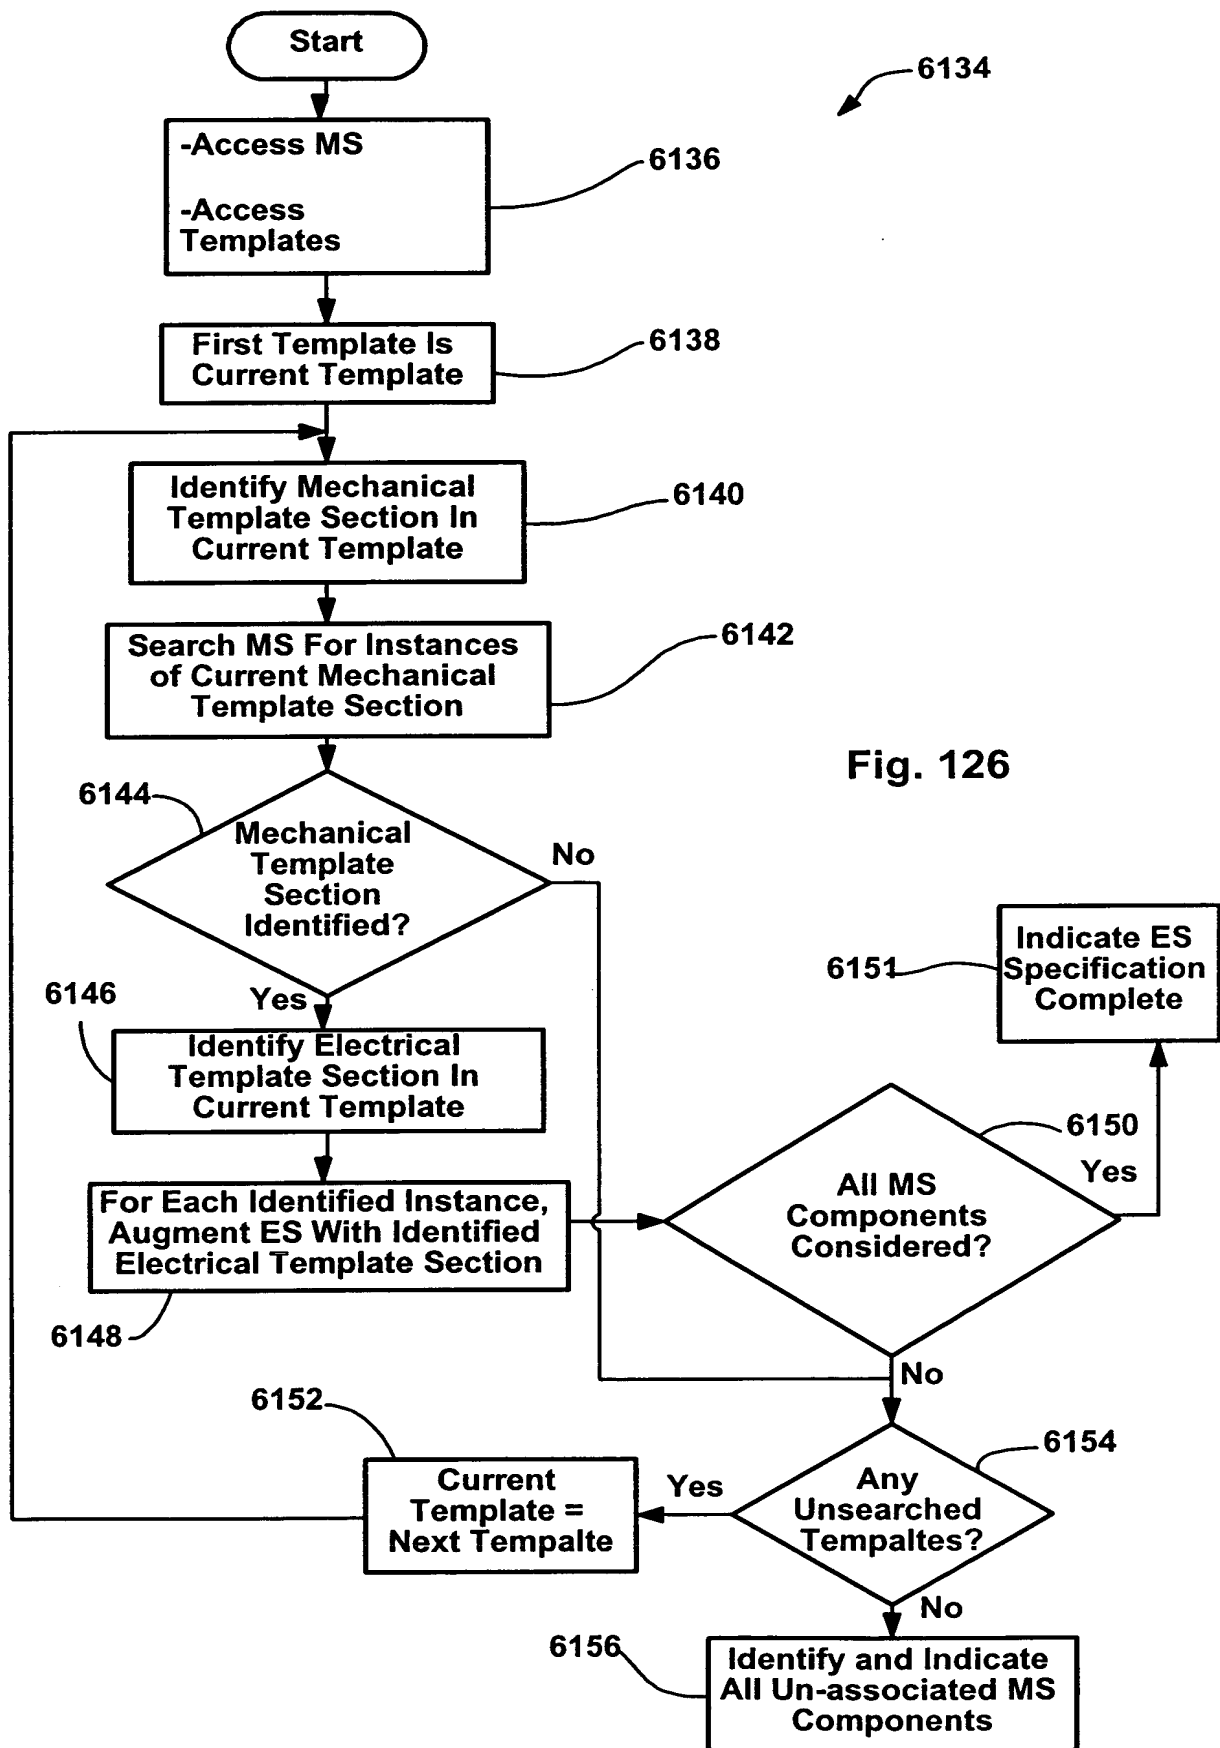 Start
6134
-Access MS
-Access
Templates
6136
First Template Is
Current Template
6138
Identify Mechanical
Template Section In
Current Template
6140
Search MS For Instances
of Current Mechanical
Template Section
6142
Fig. 126
6144
Mechanical
Template
Section
Identified?
No
Yes
6146
Identify Electrical
Template Section In
Current Template
6151
Indicate ES
Specification
Complete
6150
Yes
For Each Identified Instance,
Augment ES With Identified
Electrical Template Section
6148
All MS
Components
Considered?
No
6152
Current
Template =
Next Tempalte
Yes
6154
Any
Unsearched
Tempaltes?
No
6156
Identify and Indicate
All Un-associated MS
Components